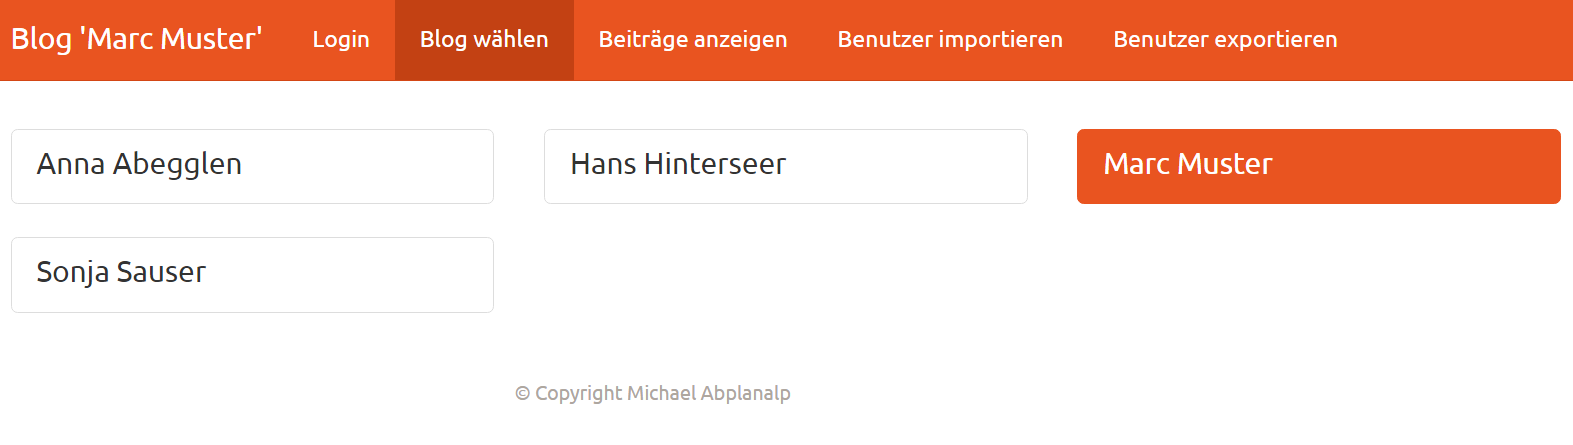 Blog 'Marc Muster' Login Blog wählen Beiträge anzeigen Benutzer importieren Benutzer exportieren
Anna Abegglen Hans Hinterseer Marc Muster
Sonja Sauser
© Copyright Michael Abplanalp